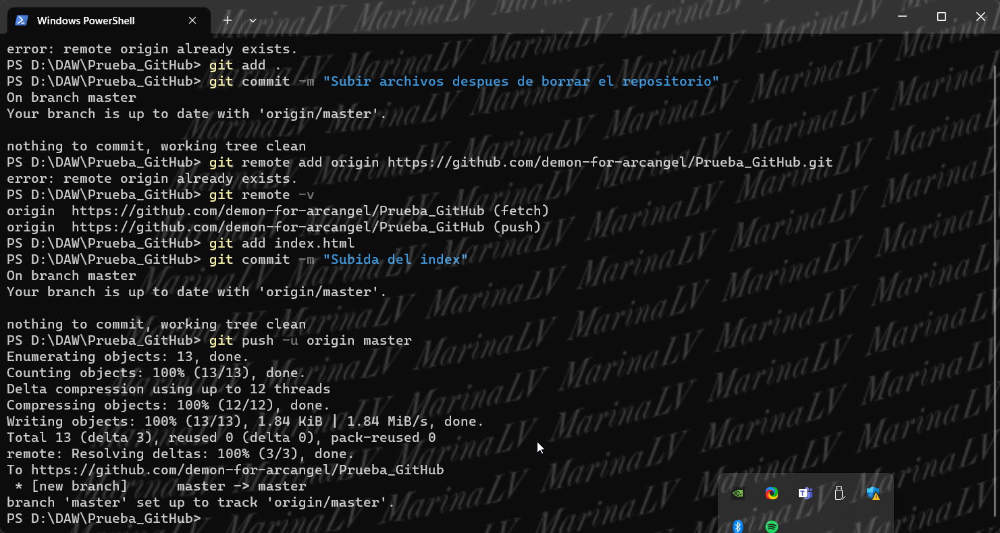 Windows PowerShell
error: remote origin already exists.
PS D:\DAW\Prueba_GitHub> git add .
PS D:\DAW\Prueba_GitHub> git commit -m "Subir archivos despues de borrar el repositorio"
On branch master
Your branch is up to date with 'origin/master'.
nothing to commit, working tree clean
PS D:\DAW\Prueba_GitHub> git remote add origin https://github.com/demon-for-arcangel/Prueba_GitHub.git
error: remote origin already exists.
PS D:\DAW\Prueba_GitHub> git remote -v
origin  https://github.com/demon-for-arcangel/Prueba_GitHub (fetch)
origin  https://github.com/demon-for-arcangel/Prueba_GitHub (push)
PS D:\DAW\Prueba_GitHub> git add index.html
PS D:\DAW\Prueba_GitHub> git commit -m "Subida del index"
On branch master
Your branch is up to date with 'origin/master'.
nothing to commit, working tree clean
PS D:\DAW\Prueba_GitHub> git push -u origin master
Enumerating objects: 13, done.
Counting objects: 100% (13/13), done.
Delta compression using up to 12 threads
Compressing objects: 100% (12/12), done.
Writing objects: 100% (13/13), 1.84 KiB | 1.84 MiB/s, done.
Total 13 (delta 3), reused 0 (delta 0), pack-reused 0
remote: Resolving deltas: 100% (3/3), done.
To https://github.com/demon-for-arcangel/Prueba_GitHub
 * [new branch]      master -> master
branch 'master' set up to track 'origin/master'.
PS D:\DAW\Prueba_GitHub>
MarinaLV